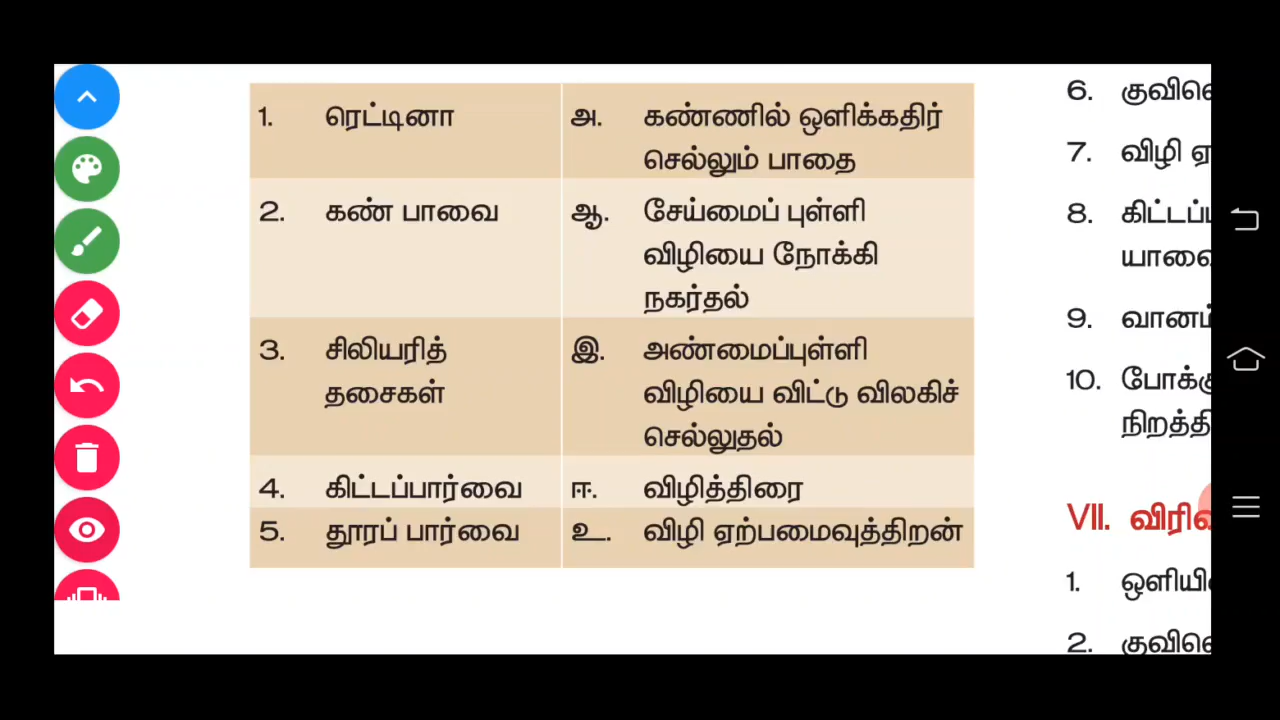 1. ரெட்டினா அ. கண்ணில் ஒளிக்கதிர்
செல்லும் பாதை
2. கண் பாவை ஆ. சேய்மைப் புள்ளி
விழியை நோக்கி
நகர்தல்
3. சிலியரித் இ. அண்மைப்புள்ளி
தசைகள் விழியை விட்டு விலகிச்
செல்லுதல்
4. கிட்டப்பார்வை ஈ. விழித்திரை
5. தூரப் பார்வை உ. விழி ஏற்பமைவுத்திறன்
6.
7. விழி
8.
9.
10.
VII.
1.
2.